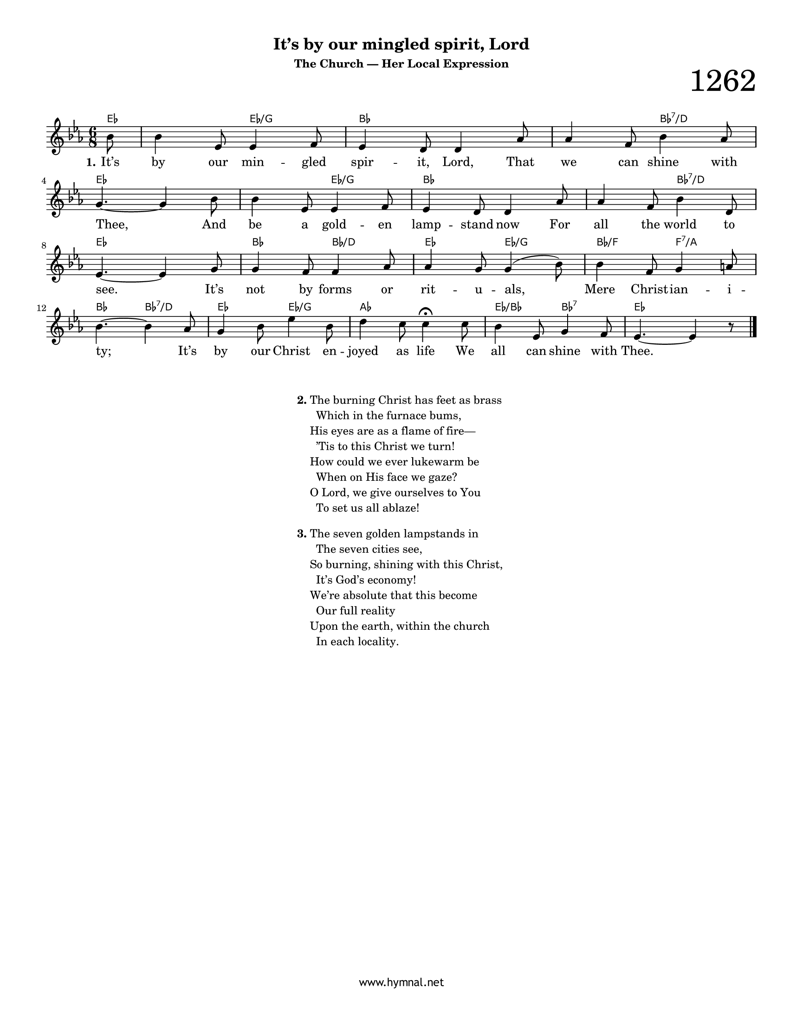 It's by our mingled spirit, Lord
The Church — Her Local Expression
1262
E♭ E♭/G B♭ B♭7/D
1. It's by our min - gled spir - it, Lord, That we can shine with
4 E♭ E♭/G B♭ B♭7/D
Thee, And be a gold - en lamp - stand now For all the world to
8 E♭ B♭ B♭/D E♭ E♭/G B♭/F F7/A
see. It's not by forms or rit - u - als, Mere Christian - i -
12 B♭ B♭7/D E♭ E♭/G A♭ E♭/B♭ B♭7 E♭
ty; It's by our Christ en - joyed as life We all can shine with Thee.
2. The burning Christ has feet as brass
Which in the furnace bums,
His eyes are as a flame of fire—
'Tis to this Christ we turn!
How could we ever lukewarm be
When on His face we gaze?
O Lord, we give ourselves to You
To set us all ablaze!
3. The seven golden lampstands in
The seven cities see,
So burning, shining with this Christ,
It's God's economy!
We're absolute that this become
Our full reality
Upon the earth, within the church
In each locality.
www.hymnal.net